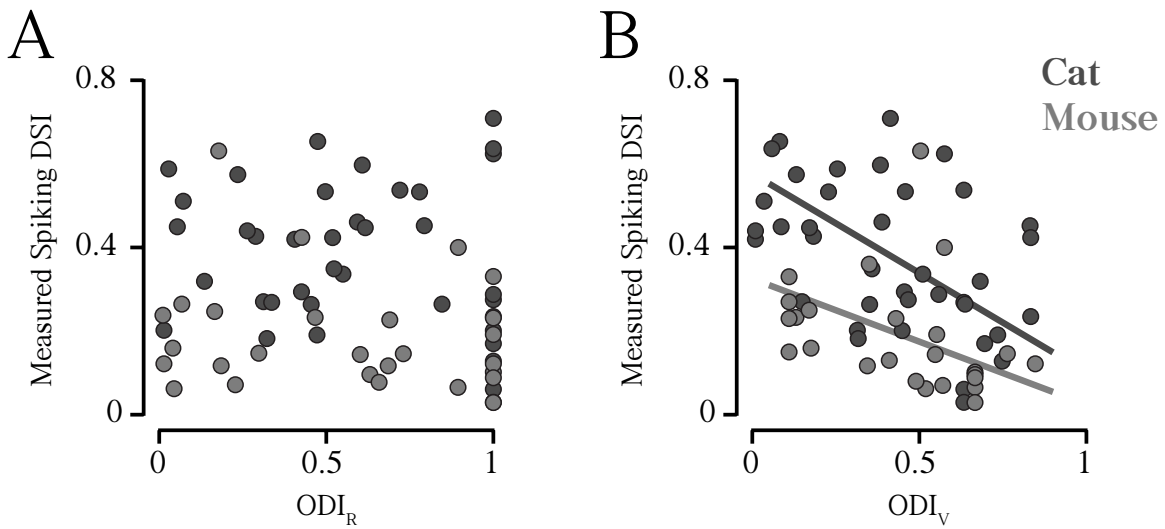 A
Measured Spiking DSI
0.8
0.4
0
0
0.5
1
ODI_R
B
Measured Spiking DSI
0.8
0.4
0
0
0.5
1
ODI_V
Cat
Mouse